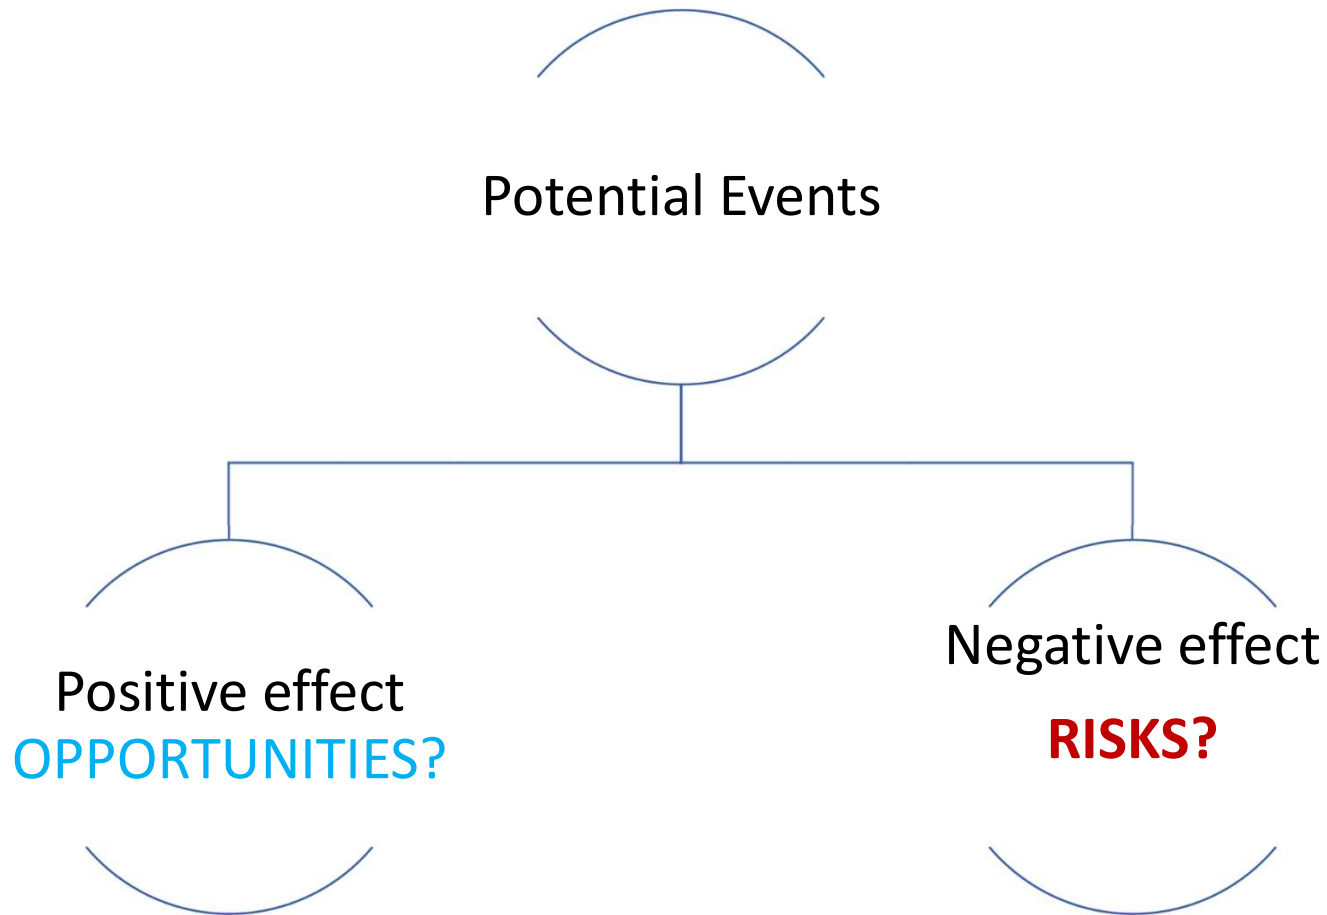 Potential Events
Positive effect
OPPORTUNITIES?
Negative effect
RISKS?